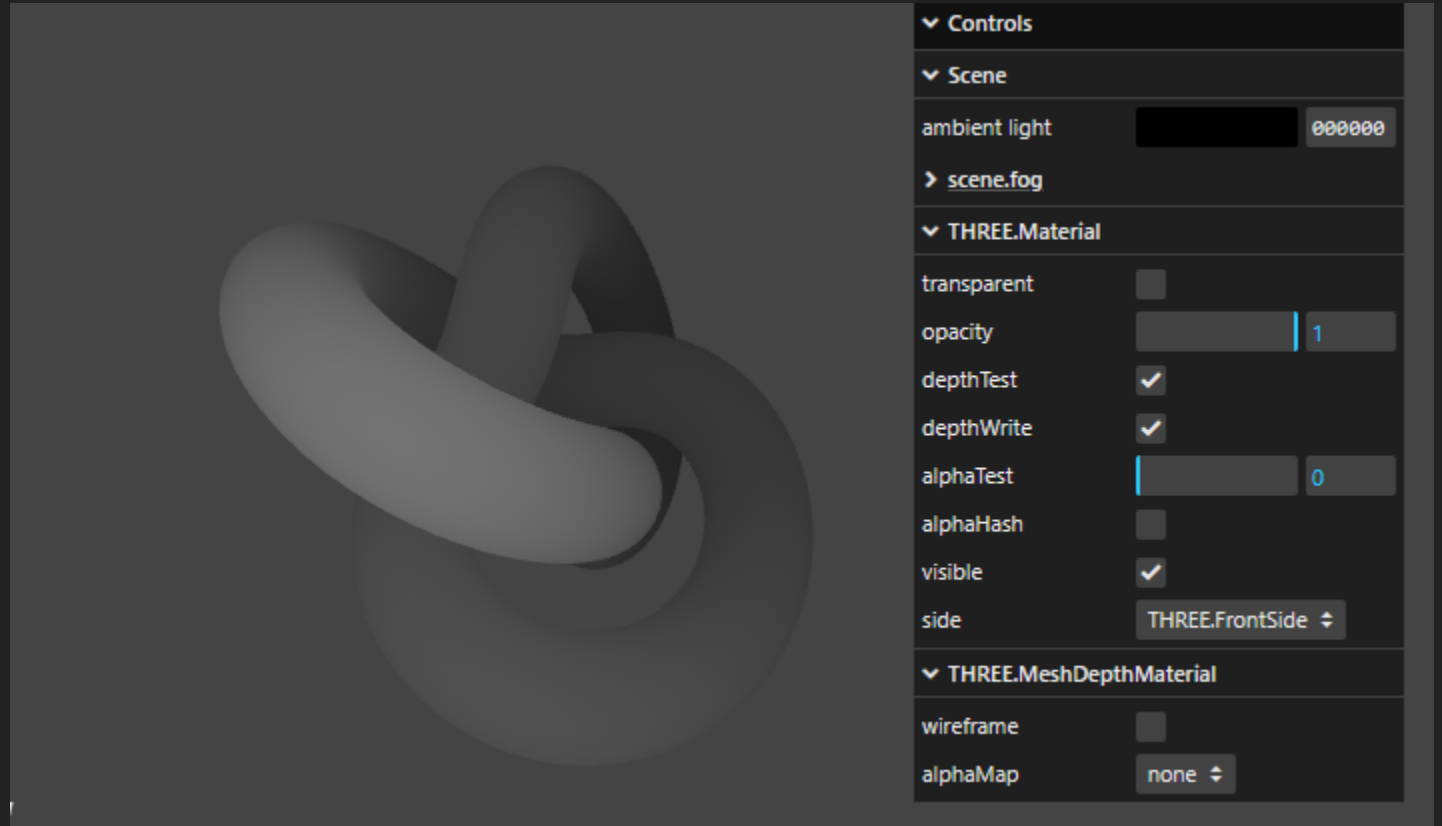 Controls
Scene
ambient light 000000
scene.fog
THREE.Material
transparent
opacity 1
depthTest
depthWrite
alphaTest 0
alphaHash
visible
side THREE.FrontSide
THREE.MeshDepthMaterial
wireframe
alphaMap none